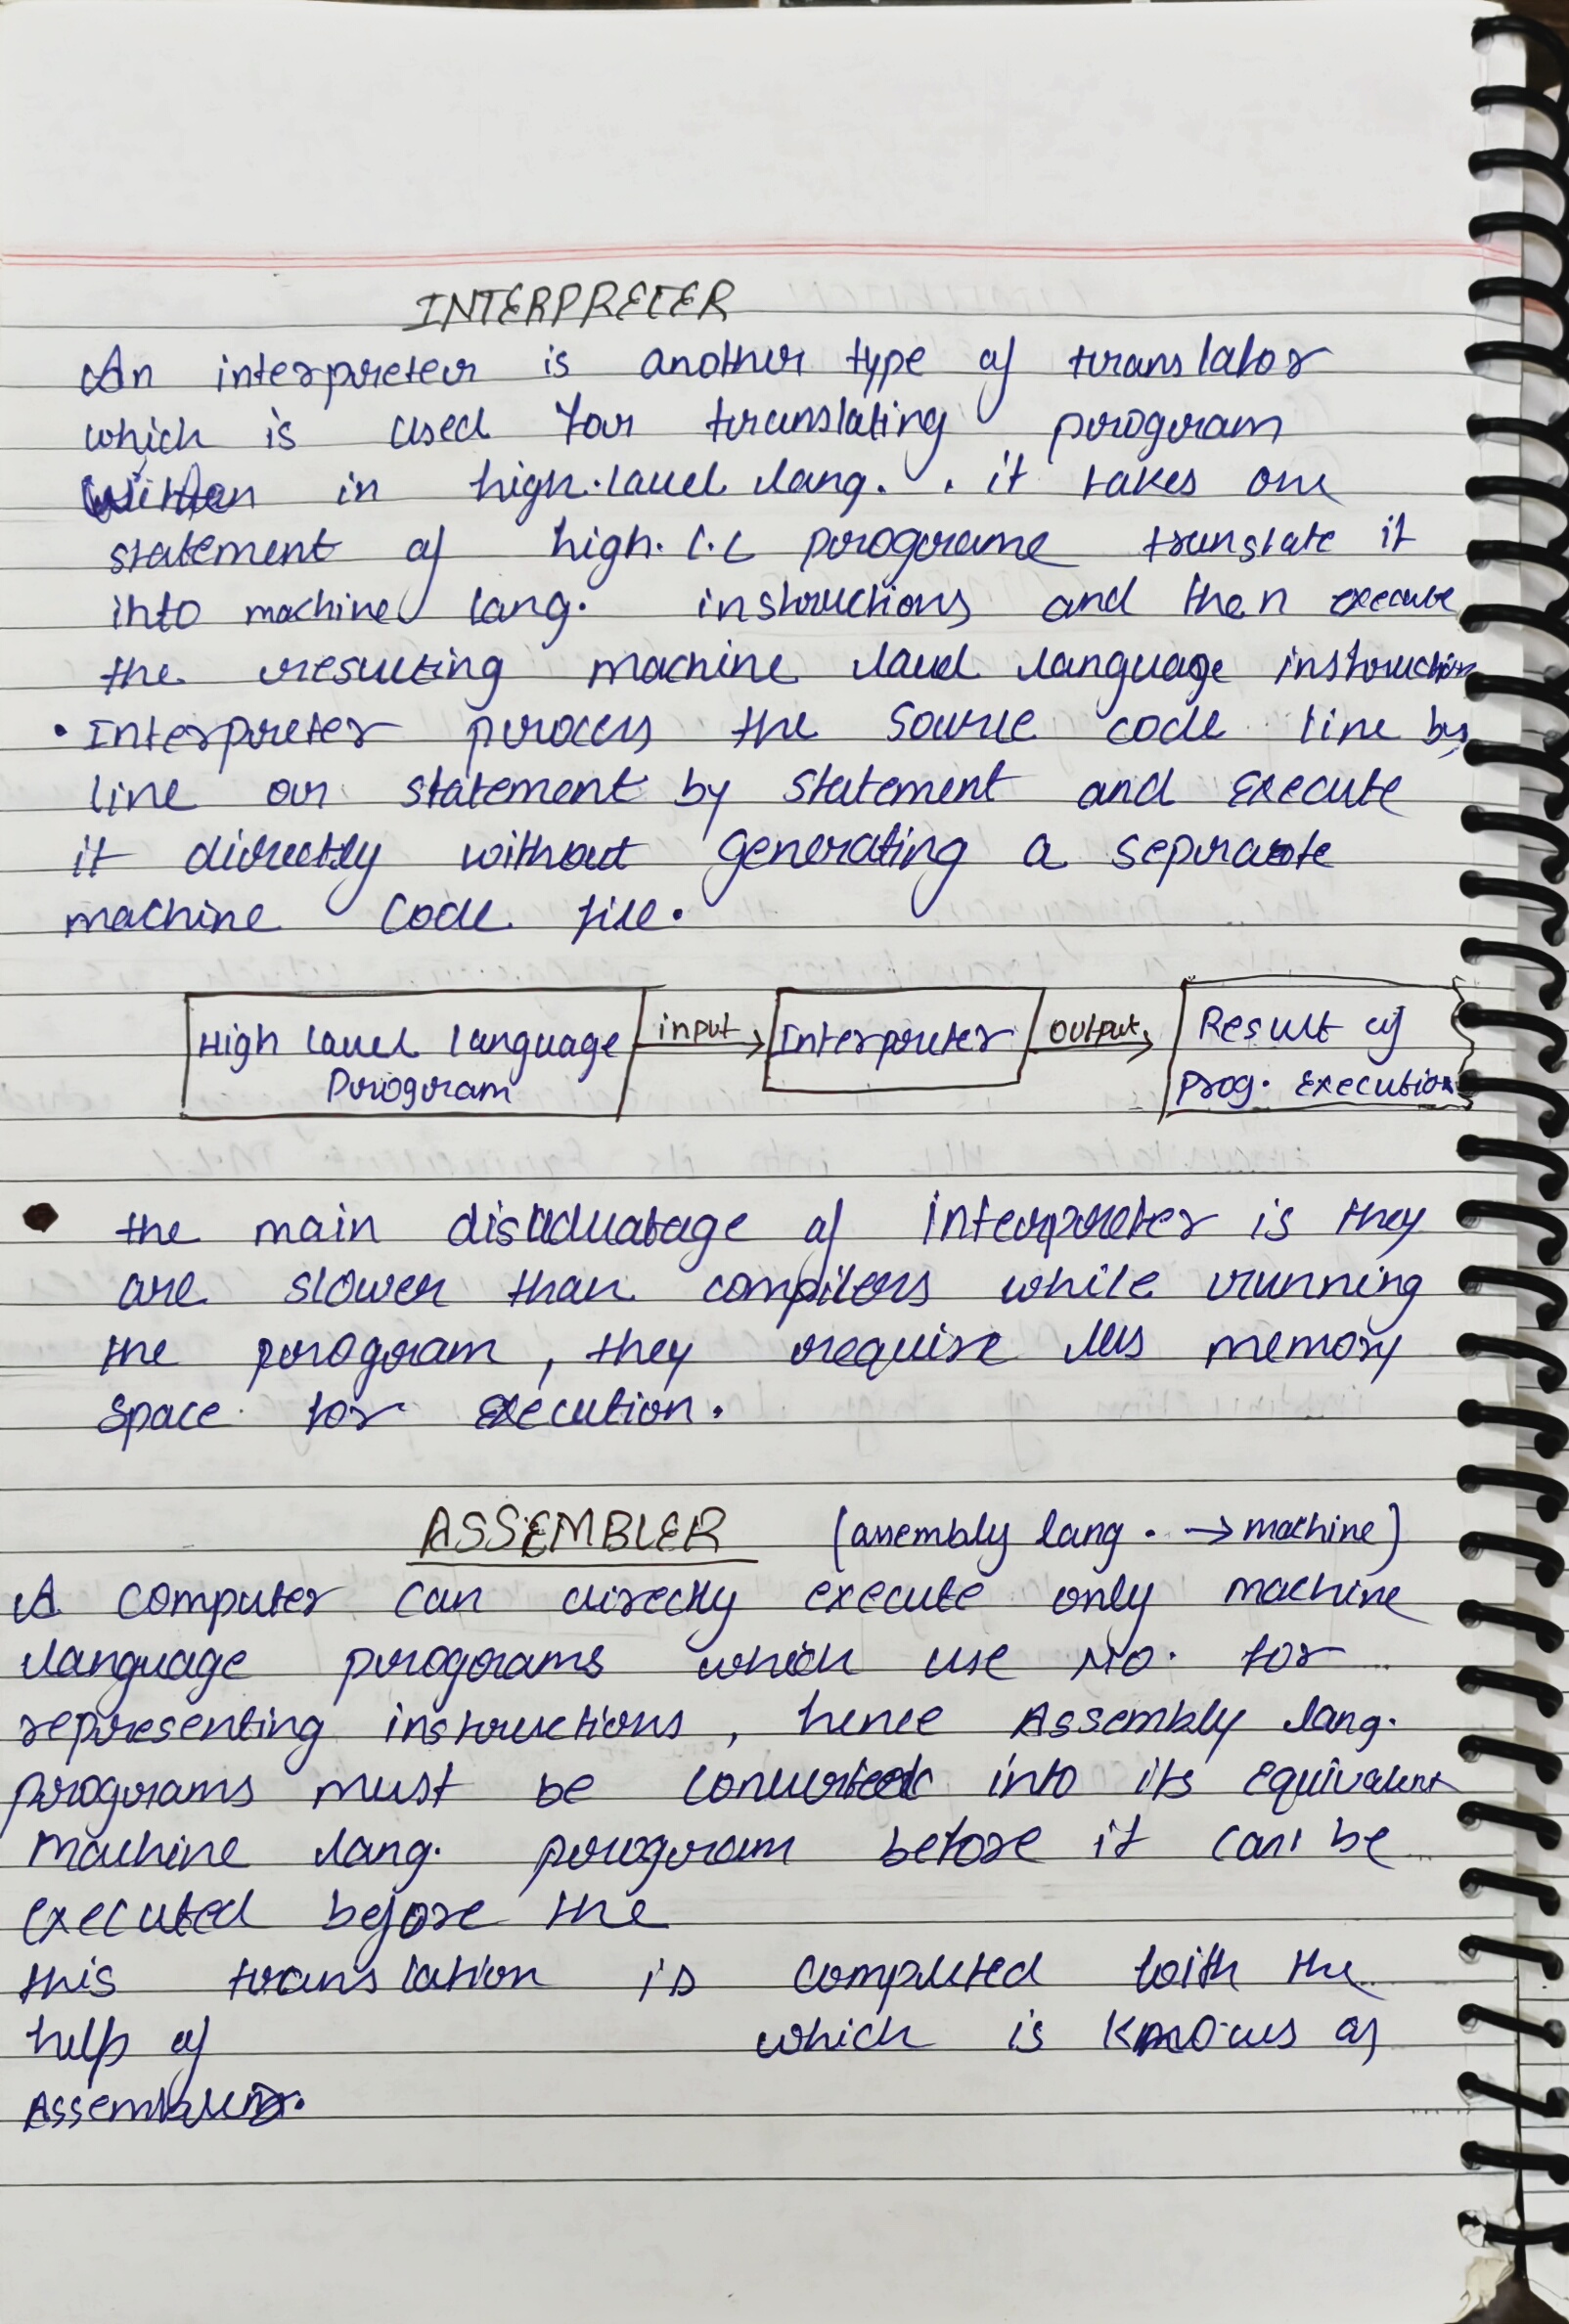 INTERPRETER
An interpreter is another type of translator
which is used for translating program
written in high.level lang. . it takes one
statement of high. l.L programe translate it
into machine lang. instructions and then execute
the resulting machine level language instruction
• Interpreter process the source code line by
line or statement by statement and execute
it directly without generating a seprate
machine code file.
High level language
Program
input
Interpreter
output
Result of
prog. execution
• the main disadvatage of interpreter is they
are slower than compilers while running
the program, they require less memory
space for execution.
ASSEMBLER (assembly lang. → machine)
A computer can directly execute only machine
language programs which use No. for
representing instructions, hence Assembly lang.
programs must be converted into its equivalent
machine lang. program before it can be
executed before the
this translation is completed with the
help of which is knows as
Assembler.